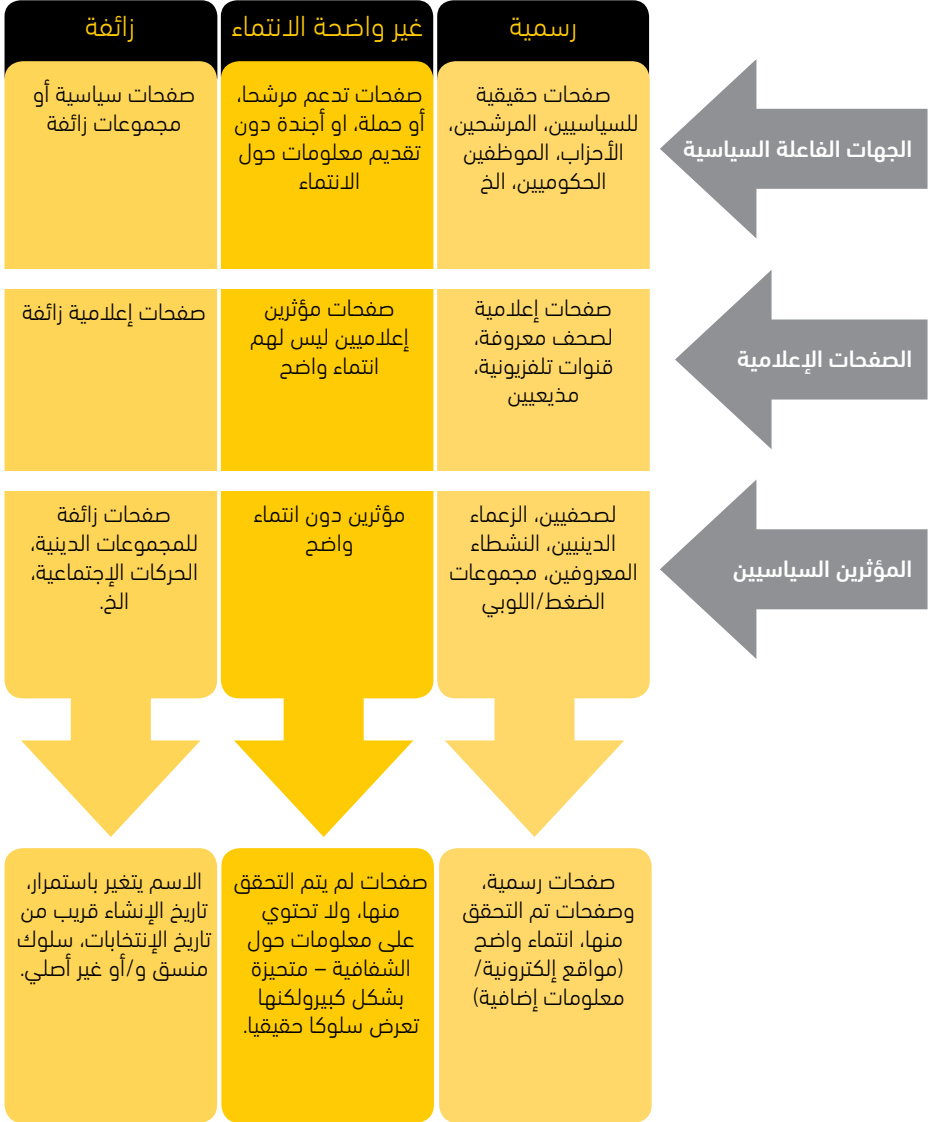 رسمية
غير واضحة الانتماء
زائفة
الجهات الفاعلة السياسية
صفحات حقيقية
للسياسيين، المرشحين،
الأحزاب، الموظفين
الحكوميين، الخ
صفحات تدعم مرشحا،
أو حملة، او أجندة دون
تقديم معلومات حول
الانتماء
صفحات سياسية أو
مجموعات زائفة
الصفحات الإعلامية
صفحات إعلامية
لصحف معروفة،
قنوات تلفزيونية،
مذيعيين
صفحات مؤثرين
إعلاميين ليس لهم
انتماء واضح
صفحات إعلامية زائفة
المؤثرين السياسيين
لصحفيين، الزعماء
الدينيين، النشطاء
المعروفين، مجموعات
الضغط/اللوبي
مؤثرين دون انتماء
واضح
صفحات زائفة
للمجموعات الدينية،
الحركات الإجتماعية،
الخ.
صفحات رسمية،
وصفحات تم التحقق
منها، انتماء واضح
(مواقع إلكترونية/
معلومات إضافية)
صفحات لم يتم التحقق
منها، ولا تحتوي
على معلومات حول
الشفافية – متحيزة
بشكل كبيرولكنها
تعرض سلوكا حقيقيا.
الاسم يتغير باستمرار،
تاريخ الإنشاء قريب من
تاريخ الإنتخابات، سلوك
منسق و/أو غير أصلي.